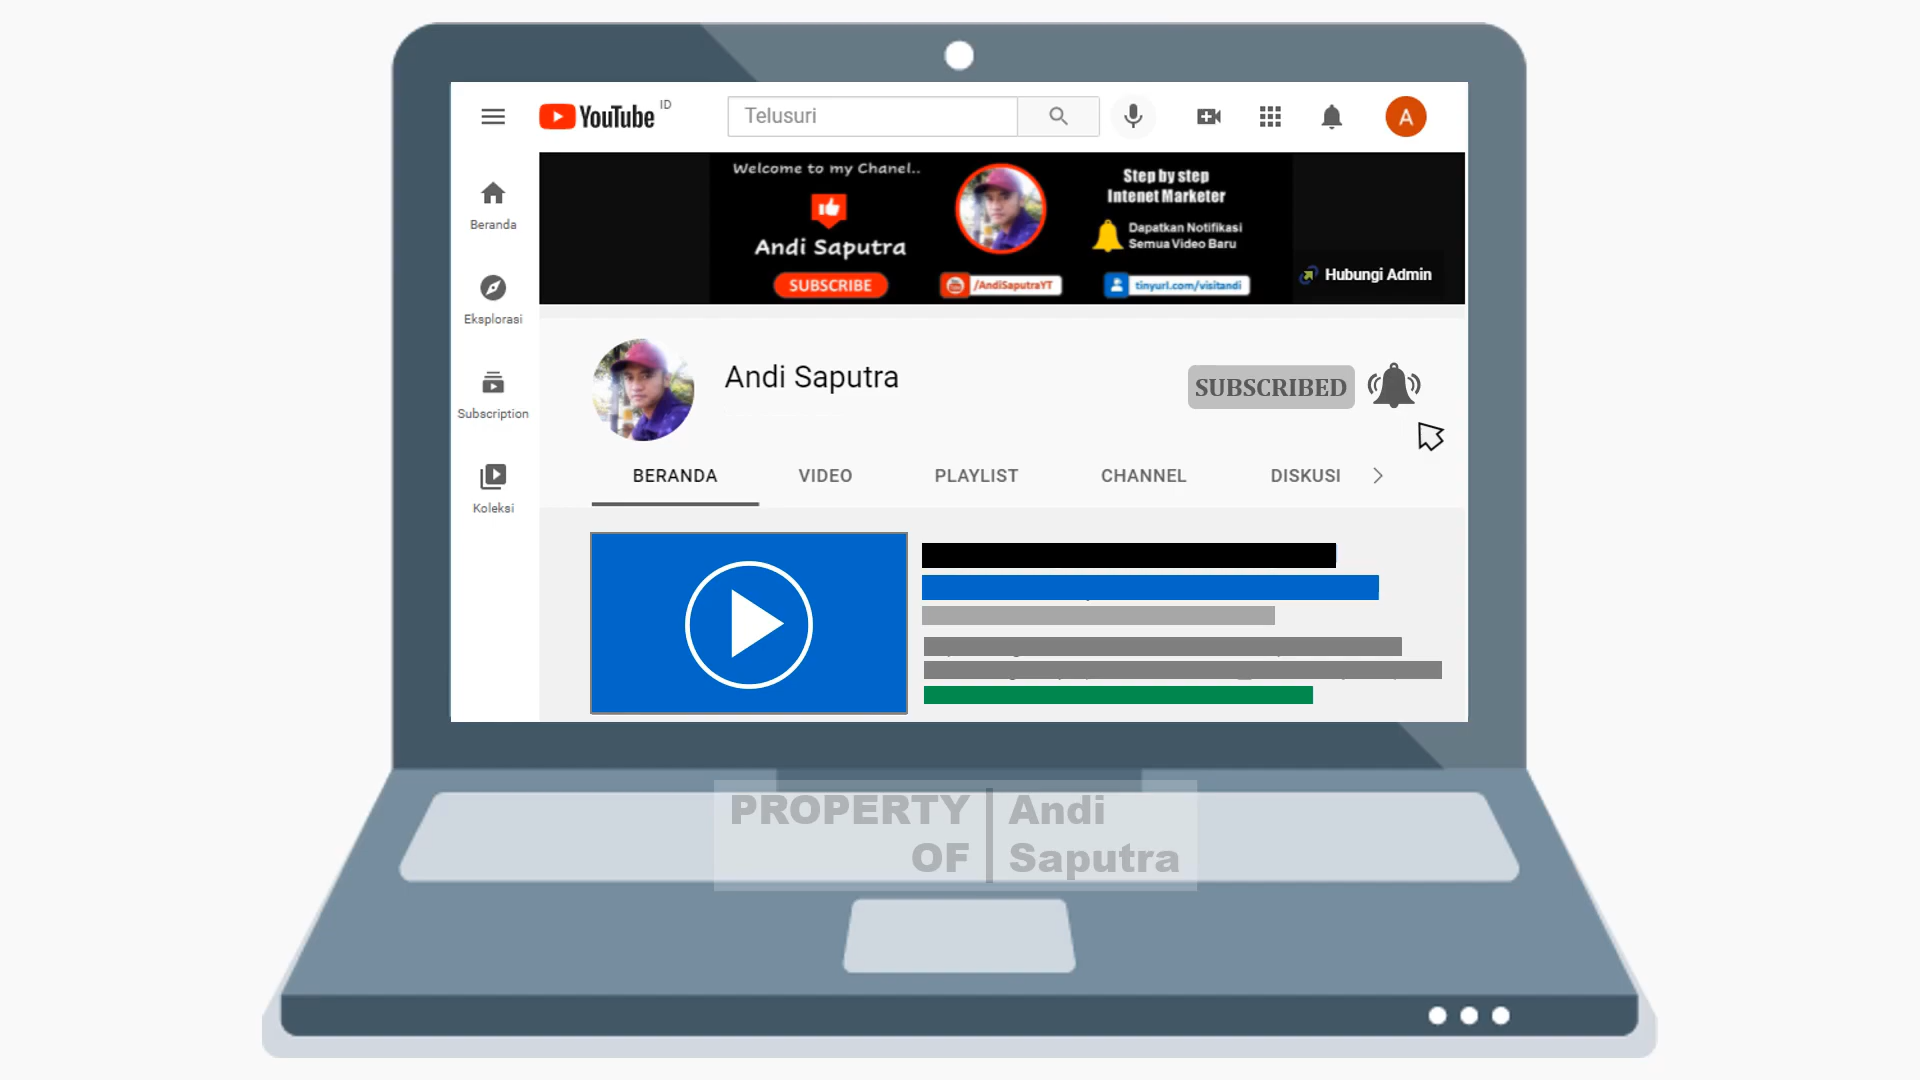 YouTube ID
Telusuri
A
Welcome to my Chanel..
Andi Saputra
SUBSCRIBE
/AndiSaputraYT
Step by step
Intenet Marketer
Dapatkan Notifikasi
Semua Video Baru
tinyurl.com/visitandi
Hubungi Admin
Beranda
Eksplorasi
Subscription
Koleksi
Andi Saputra
SUBSCRIBED
BERANDA VIDEO PLAYLIST CHANNEL DISKUSI
PROPERTY
OF
Andi
Saputra